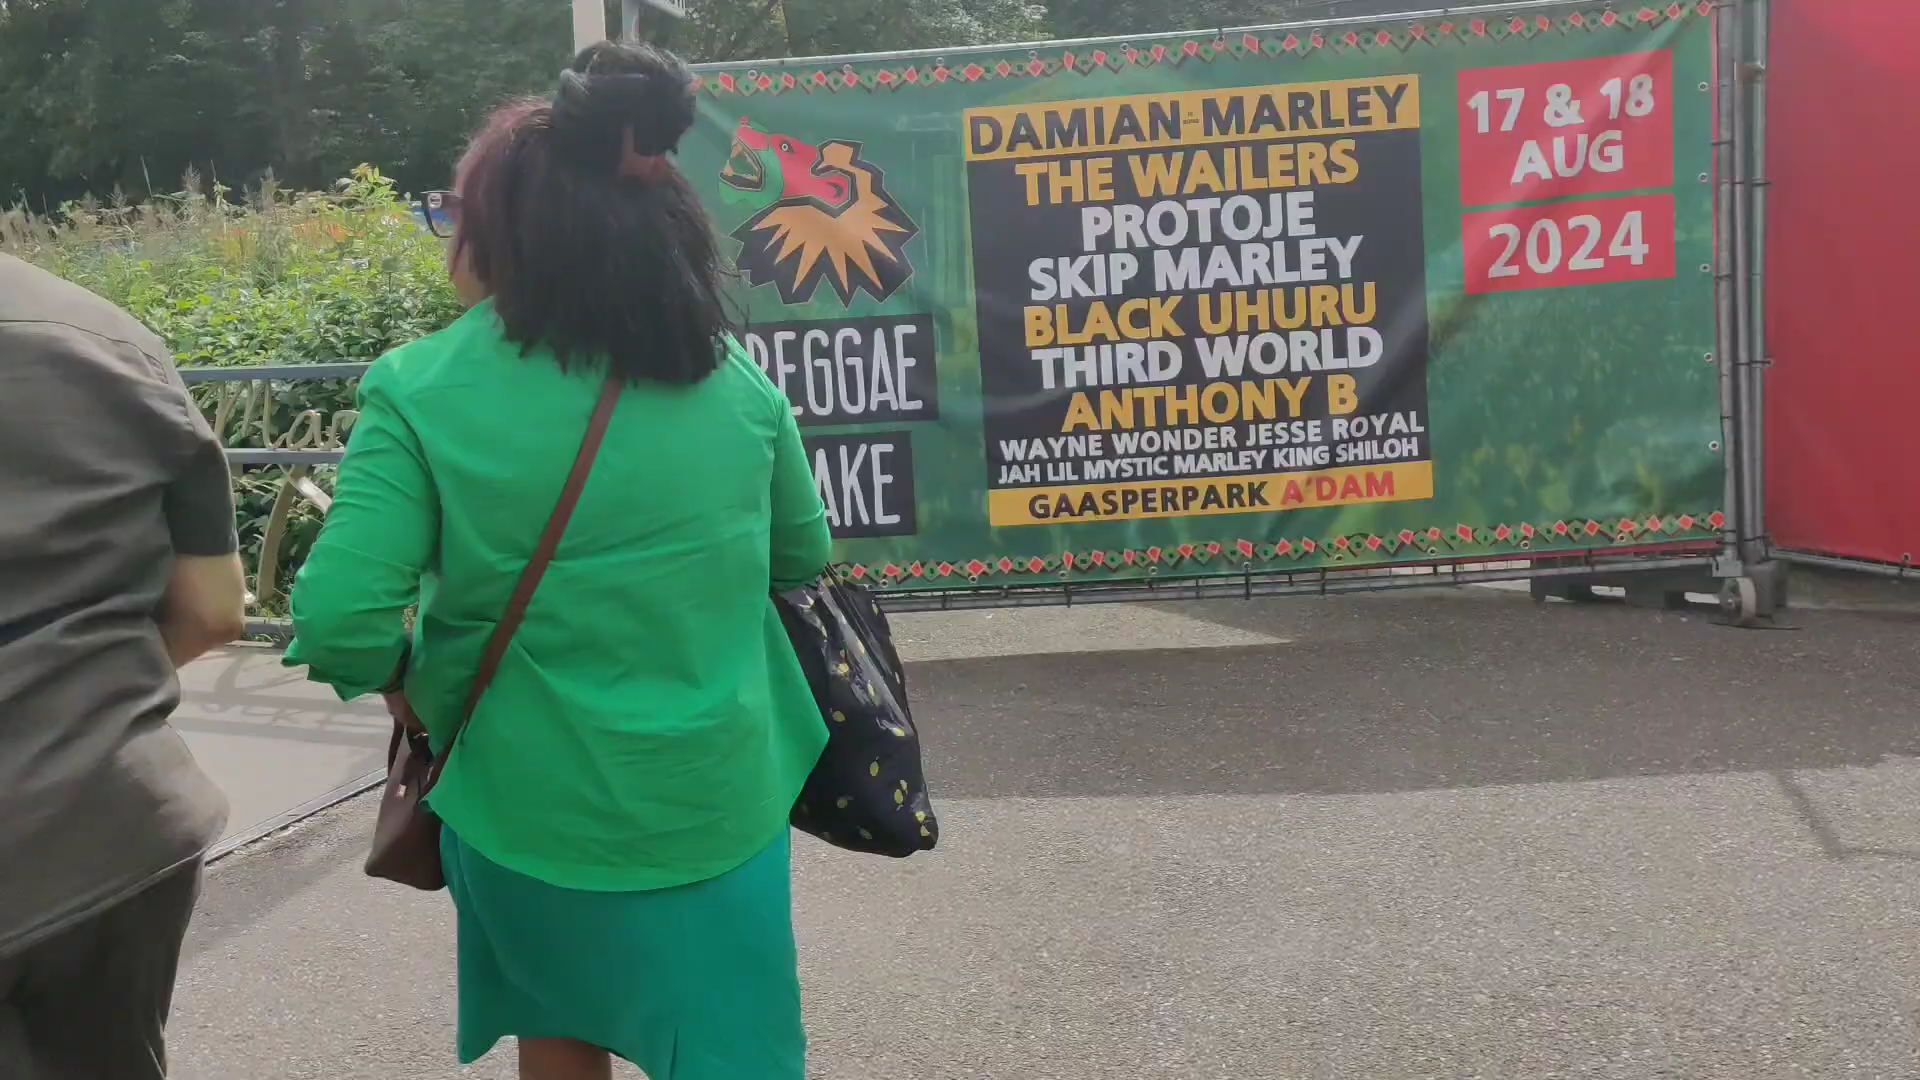 DAMIAN MARLEY
THE WAILERS
PROTOJE
SKIP MARLEY
BLACK UHURU
THIRD WORLD
ANTHONY B
WAYNE WONDER JESSE ROYAL
JAH LIL MYSTIC MARLEY KING SHILOH
GAASPERPARK A'DAM
17 & 18
AUG
2024
REGGAE
AKE